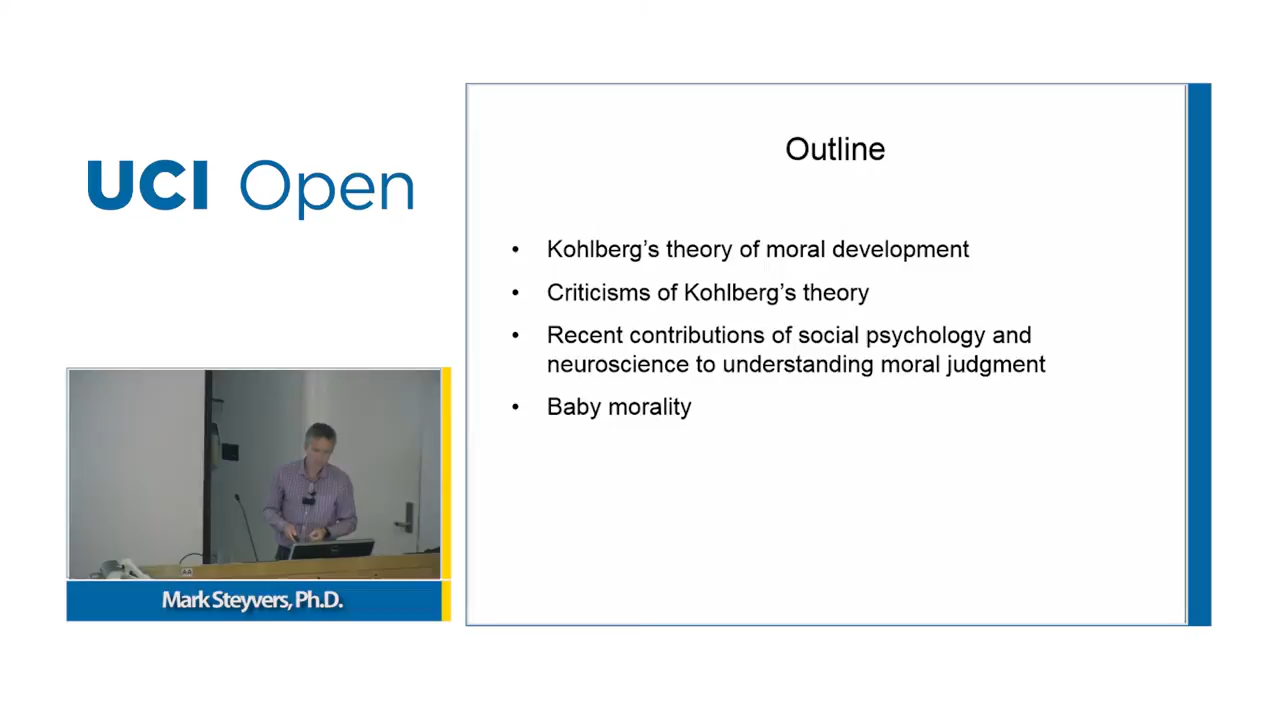 UCI Open
Outline
• Kohlberg’s theory of moral development
• Criticisms of Kohlberg’s theory
• Recent contributions of social psychology and
neuroscience to understanding moral judgment
• Baby morality
Mark Steyvers, Ph.D.